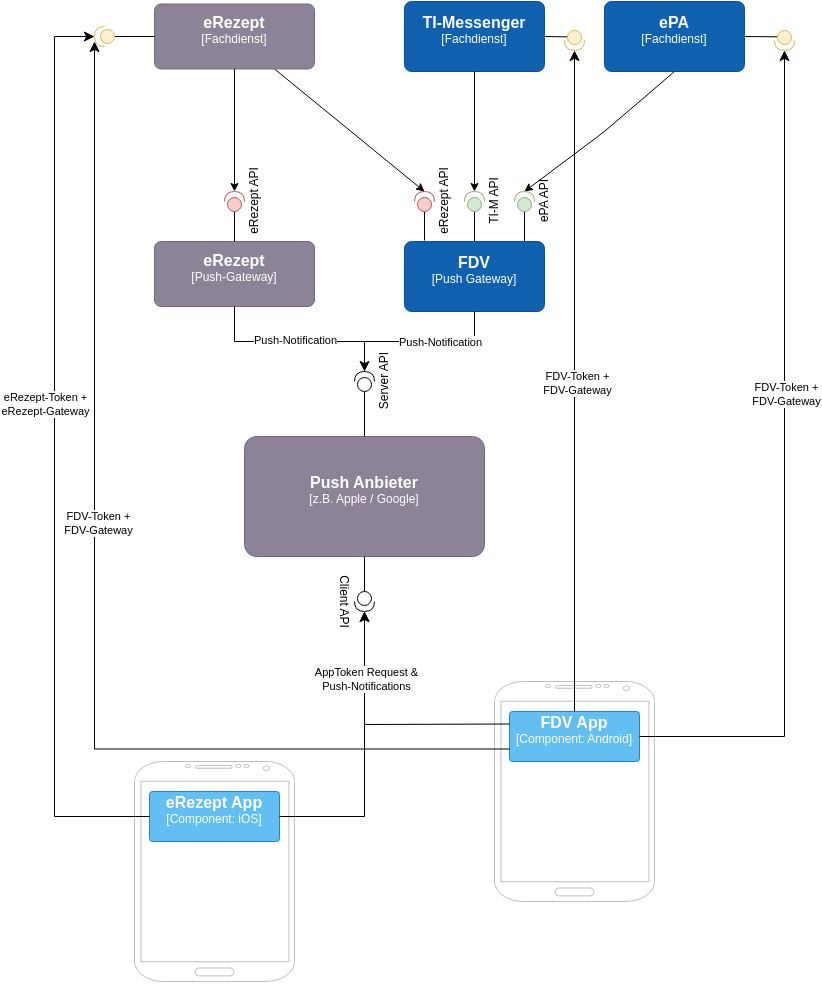 eRezept
[Fachdienst]
TI-Messenger
[Fachdienst]
ePA
[Fachdienst]
eRezept API
eRezept API
TI-M API
ePA API
eRezept
[Push-Gateway]
FDV
[Push Gateway]
Push-Notification
Push-Notification
Server API
eRezept-Token +
eRezept-Gateway
FDV-Token +
FDV-Gateway
FDV-Token +
FDV-Gateway
Push Anbieter
[z.B. Apple / Google]
FDV-Token +
FDV-Gateway
Client API
AppToken Request &
Push-Notifications
FDV App
[Component: Android]
eRezept App
[Component: iOS]